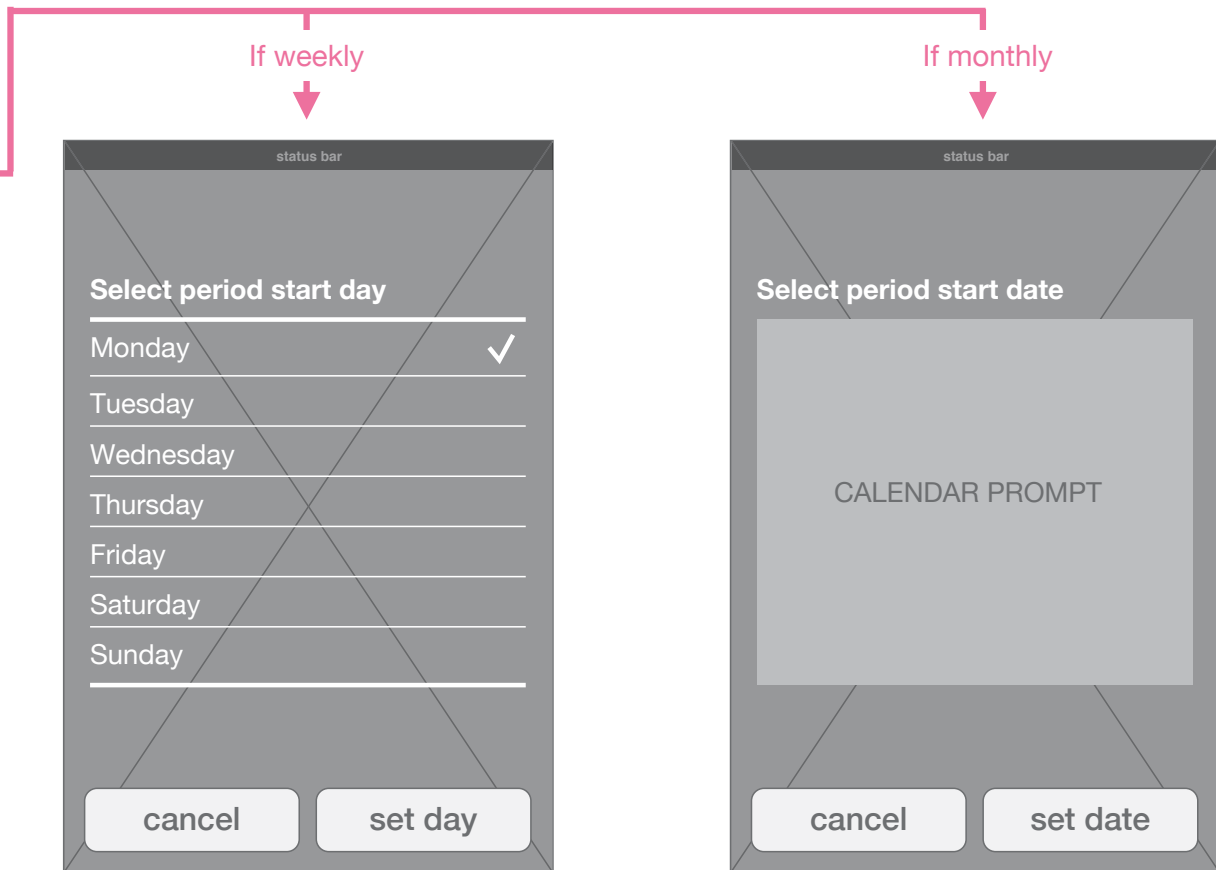 If weekly
If monthly
status bar
Select period start day
Monday
Tuesday
Wednesday
Thursday
Friday
Saturday
Sunday
cancel
set day
status bar
Select period start date
CALENDAR PROMPT
cancel
set date